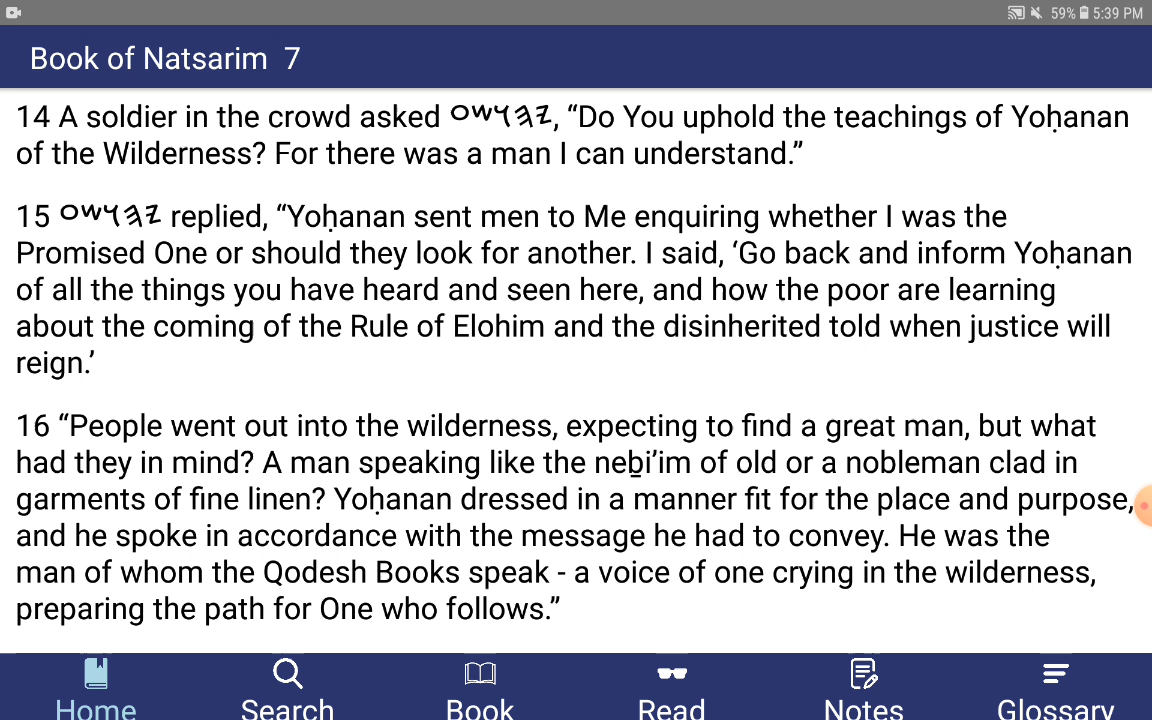 59% 5:39 PM
Book of Natsarim 7
14 A soldier in the crowd asked 𐤉𐤄𐤅𐤔𐤏, “Do You uphold the teachings of Yoḥanan
of the Wilderness? For there was a man I can understand.”
15 𐤉𐤄𐤅𐤔𐤏 replied, “Yoḥanan sent men to Me enquiring whether I was the
Promised One or should they look for another. I said, ‘Go back and inform Yoḥanan
of all the things you have heard and seen here, and how the poor are learning
about the coming of the Rule of Elohim and the disinherited told when justice will
reign.’
16 “People went out into the wilderness, expecting to find a great man, but what
had they in mind? A man speaking like the neḇi’im of old or a nobleman clad in
garments of fine linen? Yoḥanan dressed in a manner fit for the place and purpose,
and he spoke in accordance with the message he had to convey. He was the
man of whom the Qodesh Books speak - a voice of one crying in the wilderness,
preparing the path for One who follows.”
Home Search Book Read Notes Glossary